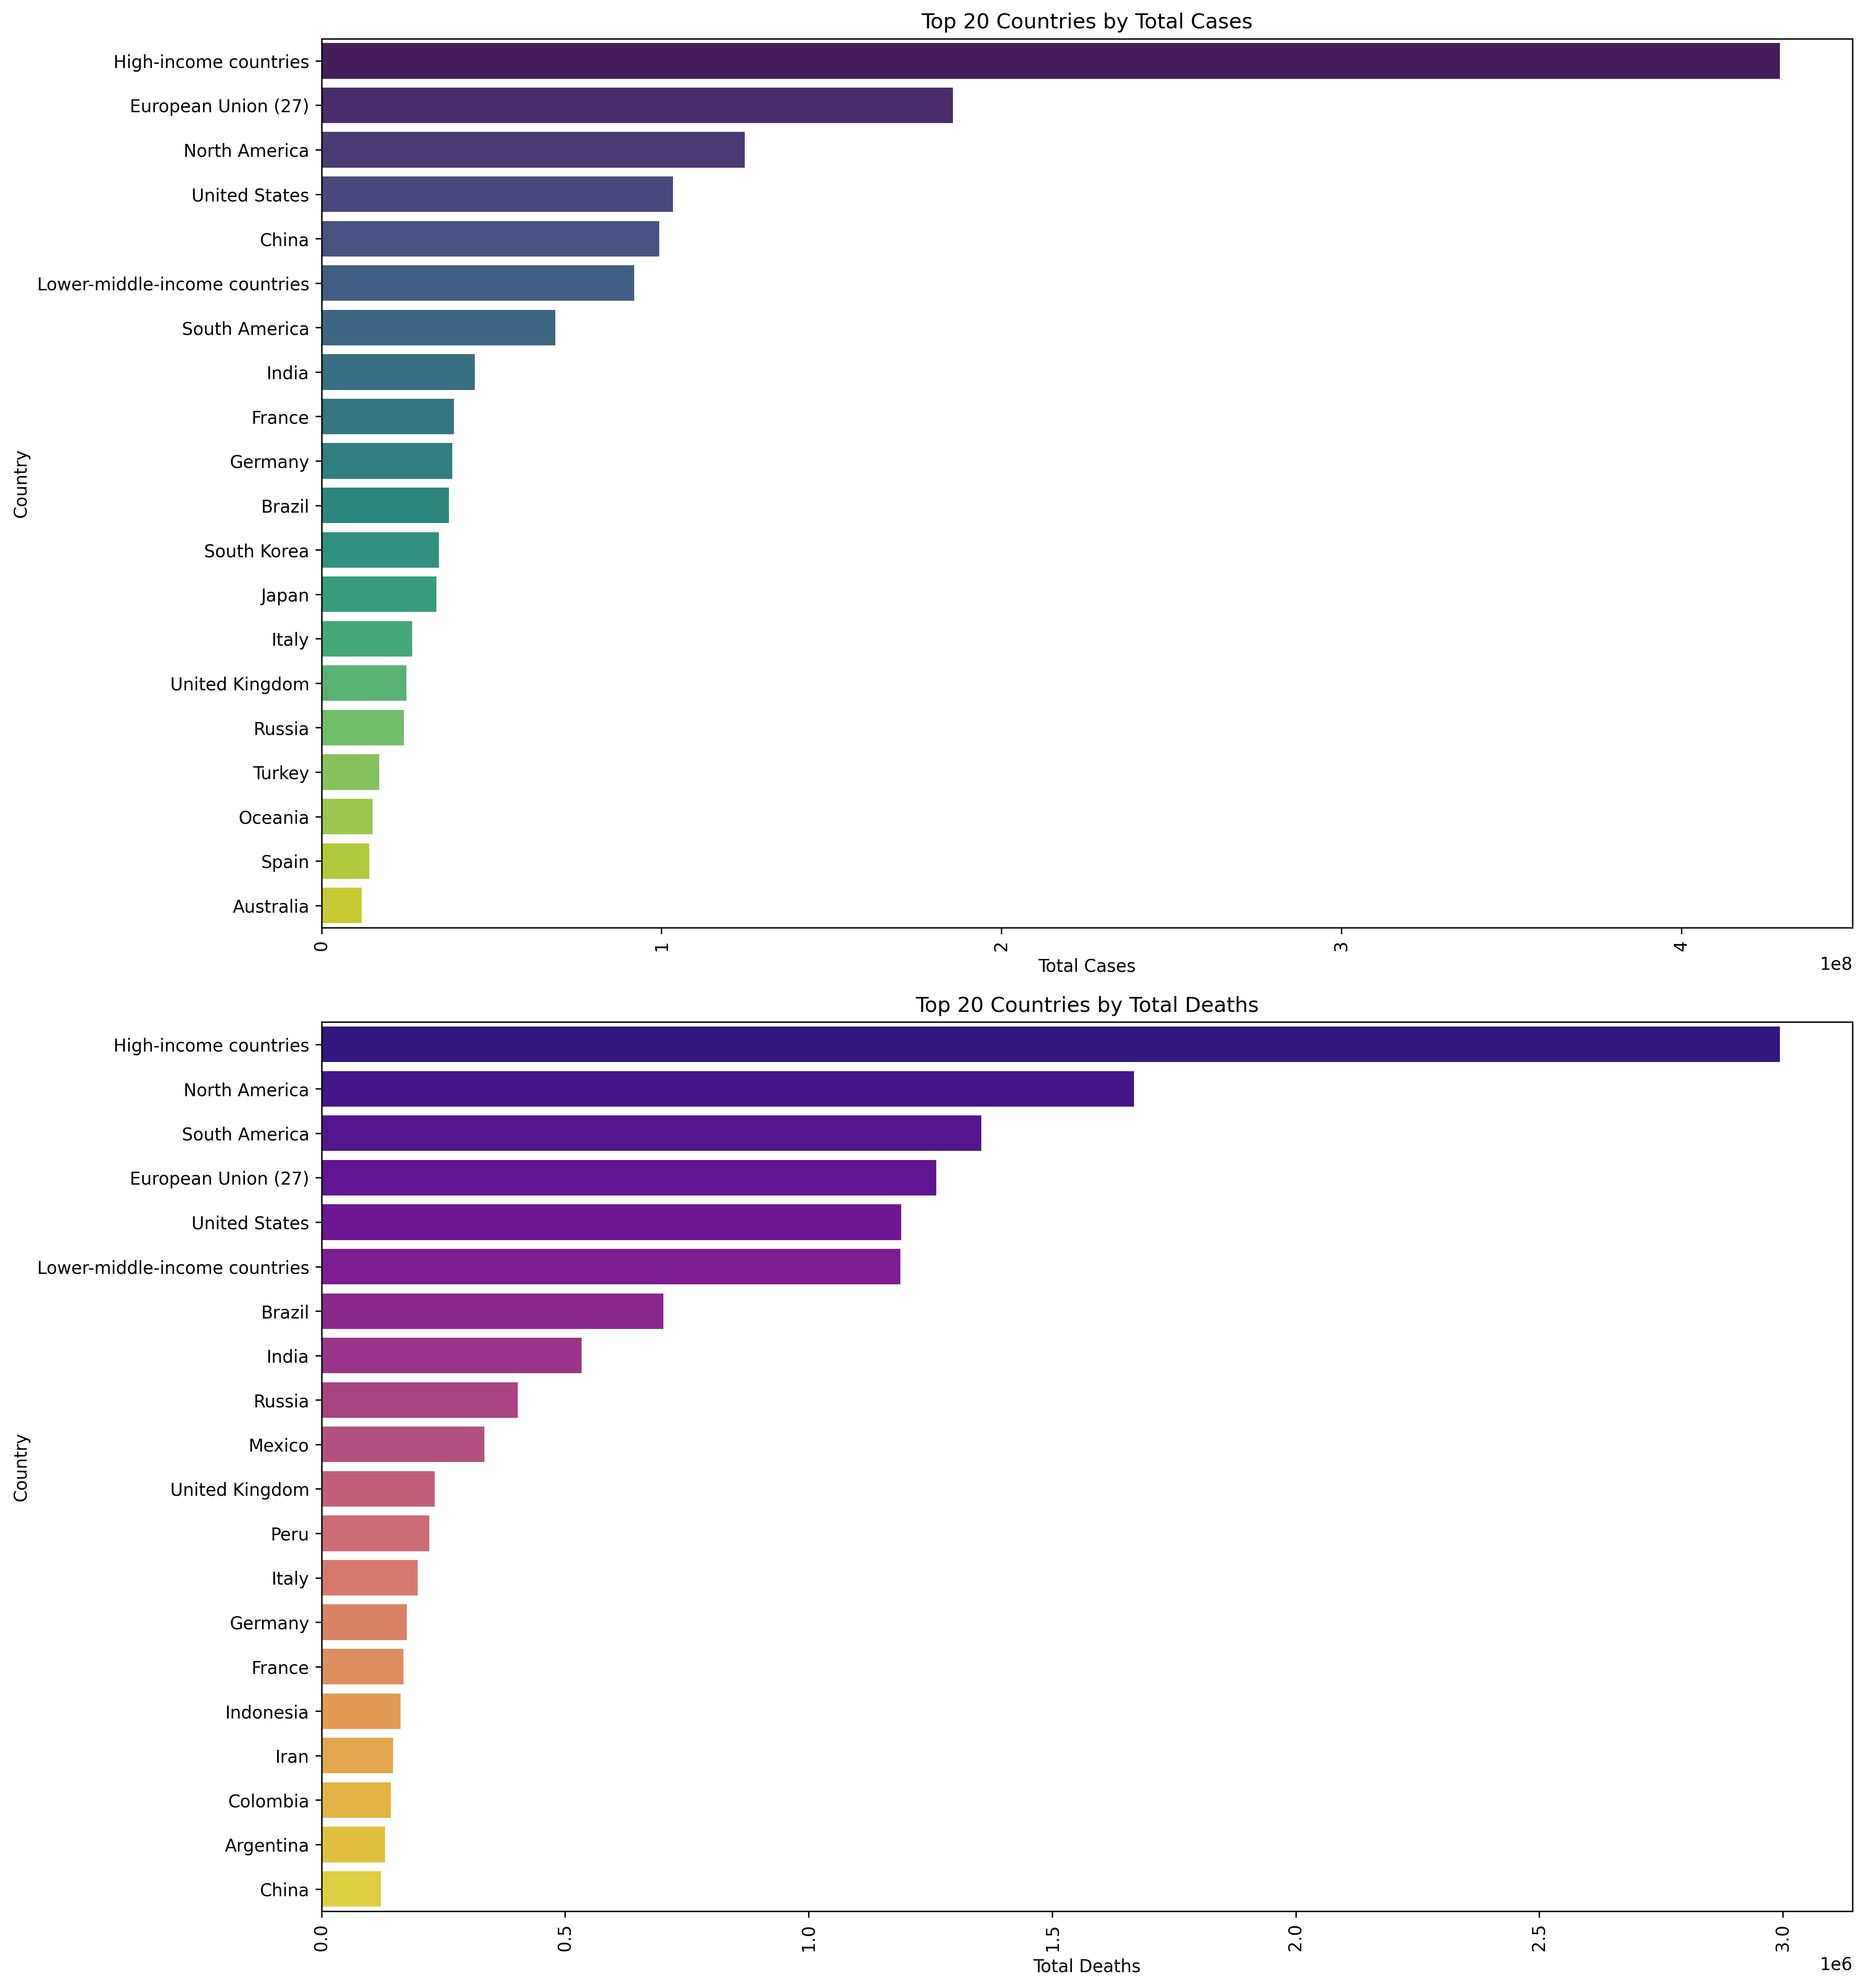 Top 20 Countries by Total Cases
Country
High-income countries
European Union (27)
North America
United States
China
Lower-middle-income countries
South America
India
France
Germany
Brazil
South Korea
Japan
Italy
United Kingdom
Russia
Turkey
Oceania
Spain
Australia
0 1 2 3 4
1e8
Total Cases
Top 20 Countries by Total Deaths
Country
High-income countries
North America
South America
European Union (27)
United States
Lower-middle-income countries
Brazil
India
Russia
Mexico
United Kingdom
Peru
Italy
Germany
France
Indonesia
Iran
Colombia
Argentina
China
0.0 0.5 1.0 1.5 2.0 2.5 3.0
1e6
Total Deaths